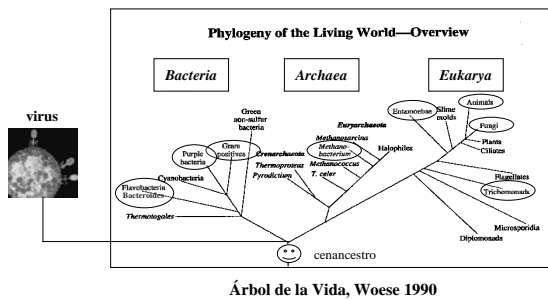 Phylogeny of the Living World—Overview
Bacteria
Archaea
Eukarya
virus
Green
non-sulfur
bacteria
Gram
positives
Purple
bacteria
Cyanobacteria
Flavobacteria
Bacteroides
Thermotogales
Crenarchaeota
Thermoproteus
Pyrodictium
Euryarchaeota
Methanosarcina
Methano-
bacterium
Methanococcus
T. celer
Halophiles
Entamoebae
Slime
molds
Animals
Fungi
Plants
Ciliates
Flagellates
Trichomonads
Microsporidia
Diplomonads
cenancestro
Árbol de la Vida, Woese 1990